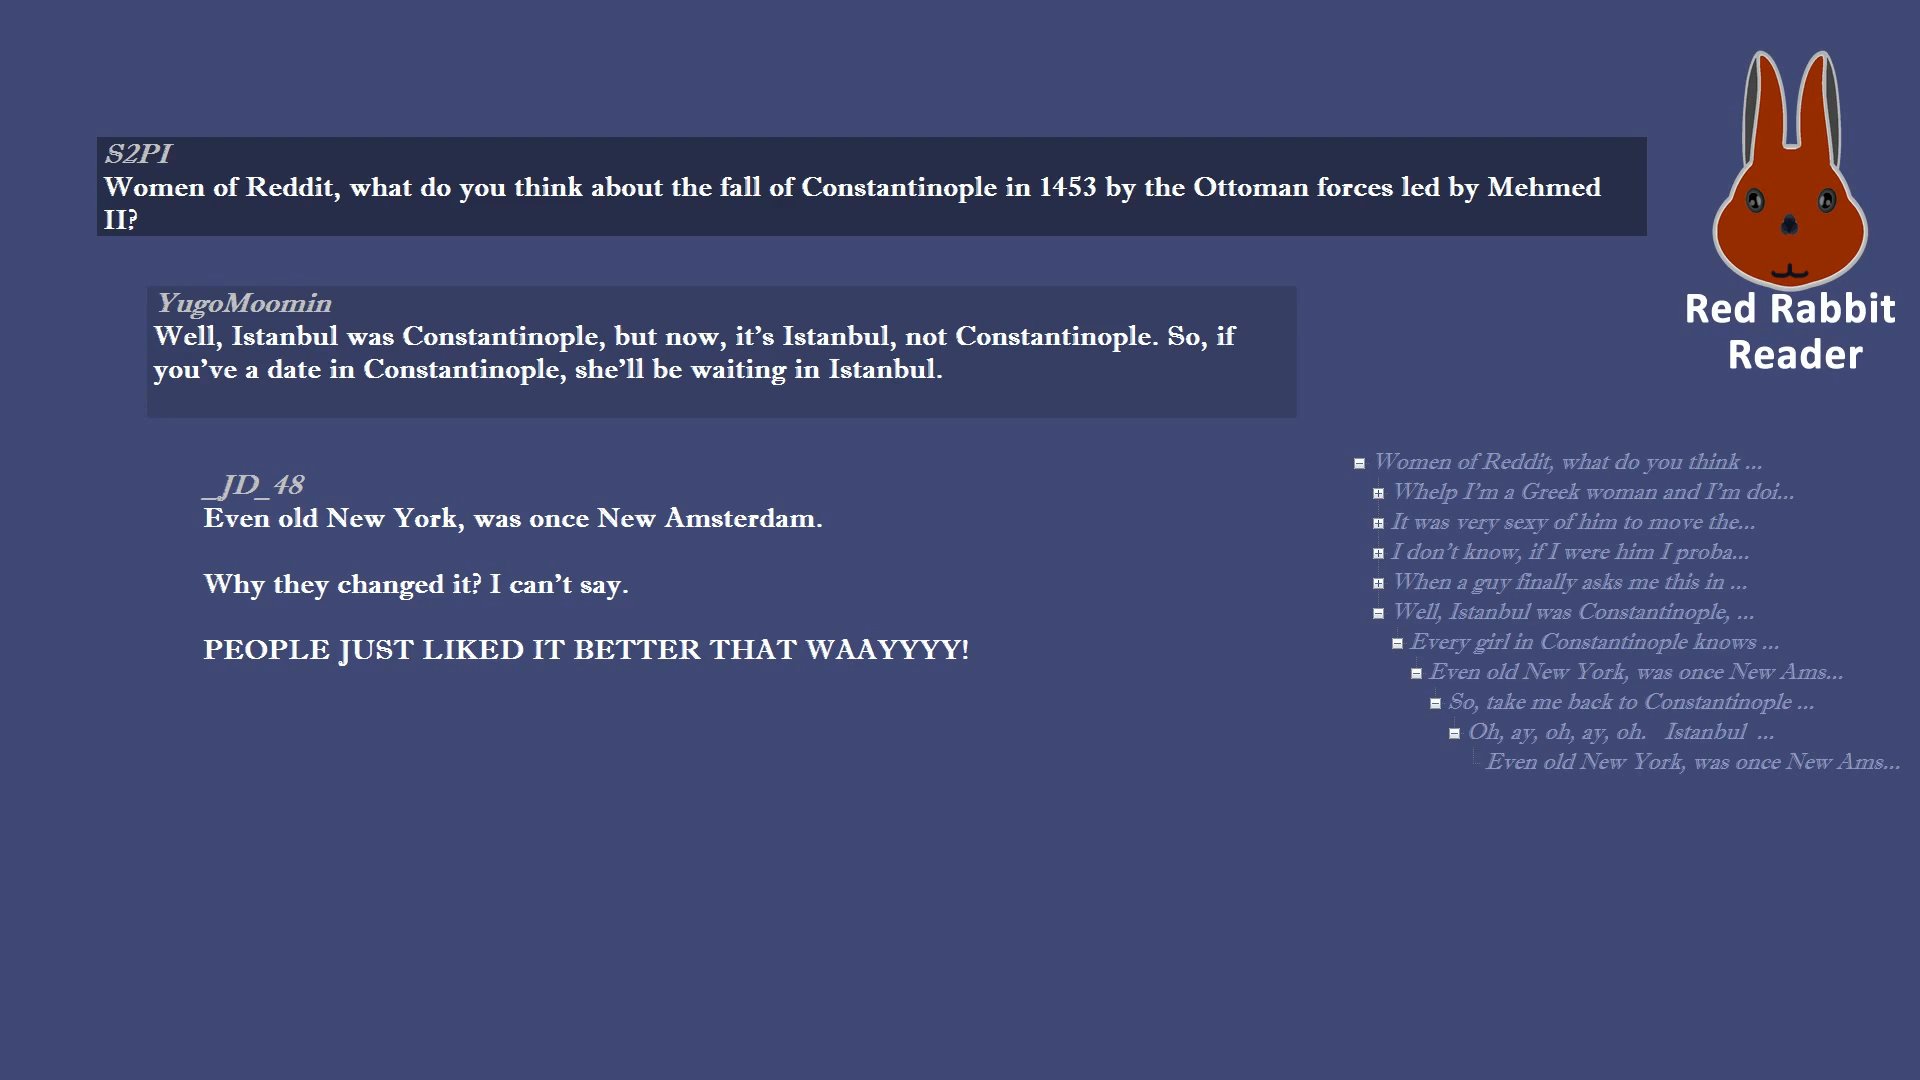 S2PI
Women of Reddit, what do you think about the fall of Constantinople in 1453 by the Ottoman forces led by Mehmed
II?
YugoMoomin
Well, Istanbul was Constantinople, but now, it's Istanbul, not Constantinople. So, if
you've a date in Constantinople, she'll be waiting in Istanbul.
_JD_48
Even old New York, was once New Amsterdam.
Why they changed it? I can't say.
PEOPLE JUST LIKED IT BETTER THAT WAAYYYY!
Red Rabbit
Reader
Women of Reddit, what do you think ...
Whelp I'm a Greek woman and I'm doi...
It was very sexy of him to move the...
I don't know, if I were him I proba...
When a guy finally asks me this in ...
Well, Istanbul was Constantinople, ...
Every girl in Constantinople knows ...
Even old New York, was once New Ams...
So, take me back to Constantinople ...
Oh, ay, oh, ay, oh. Istanbul ...
Even old New York, was once New Ams...